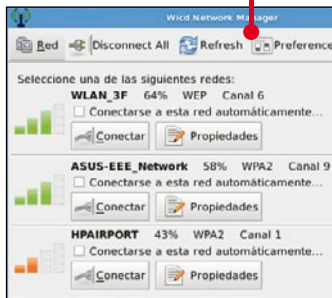 Wicd Network Manager
Red Disconnect All Refresh Preference
Seleccione una de las siguientes redes:
WLAN_3F 64% WEP Canal 6
Conectarse a esta red automáticamente...
Conectar Propiedades
ASUS-EEE_Network 58% WPA2 Canal 9
Conectarse a esta red automáticamente...
Conectar Propiedades
HPAIRPORT 43% WPA2 Canal 1
Conectarse a esta red automáticamente...
Conectar Propiedades